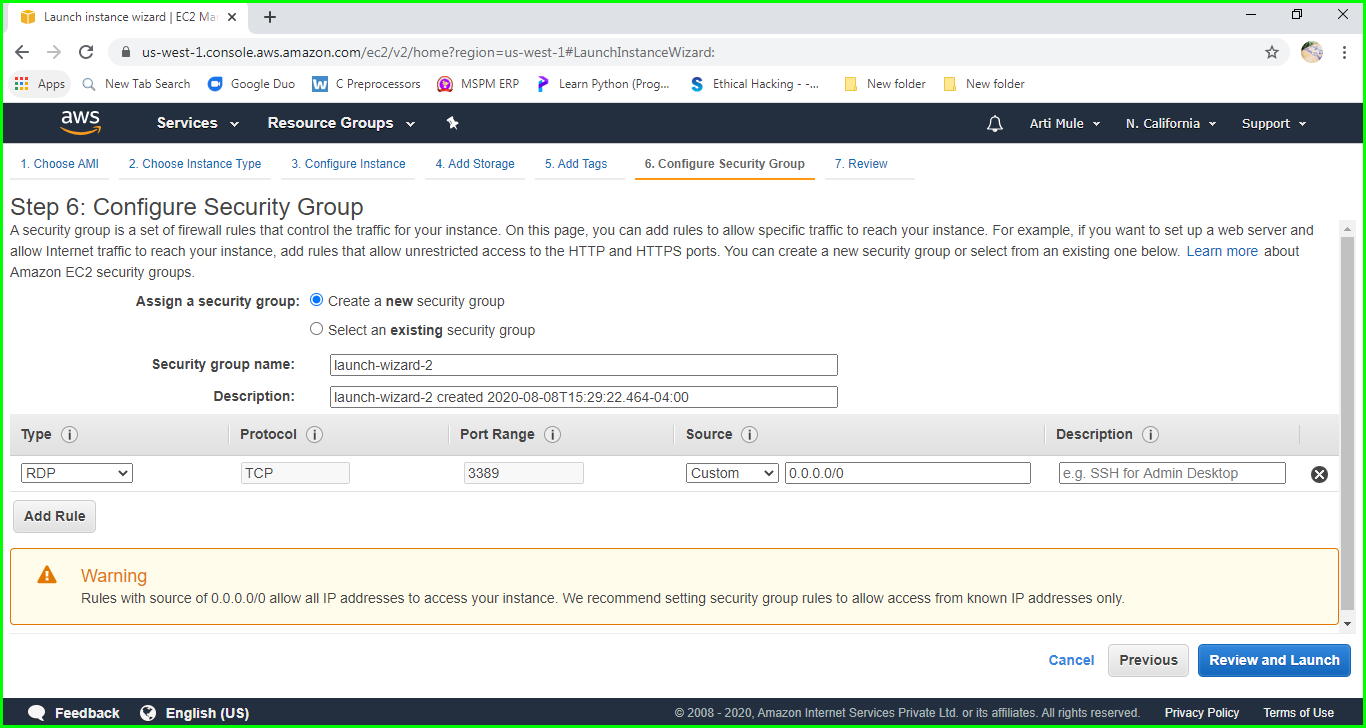 Launch instance wizard | EC2 Ma
us-west-1.console.aws.amazon.com/ec2/v2/home?region=us-west-1#LaunchInstanceWizard:
Apps New Tab Search Google Duo C Preprocessors MSPM ERP Learn Python (Prog... Ethical Hacking - -... New folder New folder
aws Services Resource Groups Arti Mule N. California Support
1. Choose AMI 2. Choose Instance Type 3. Configure Instance 4. Add Storage 5. Add Tags 6. Configure Security Group 7. Review
Step 6: Configure Security Group
A security group is a set of firewall rules that control the traffic for your instance. On this page, you can add rules to allow specific traffic to reach your instance. For example, if you want to set up a web server and
allow Internet traffic to reach your instance, add rules that allow unrestricted access to the HTTP and HTTPS ports. You can create a new security group or select from an existing one below. Learn more about
Amazon EC2 security groups.
Assign a security group: Create a new security group
Select an existing security group
Security group name: launch-wizard-2
Description: launch-wizard-2 created 2020-08-08T15:29:22.464-04:00
Type Protocol Port Range Source Description
RDP TCP 3389 Custom 0.0.0.0/0 e.g. SSH for Admin Desktop
Add Rule
Warning
Rules with source of 0.0.0.0/0 allow all IP addresses to access your instance. We recommend setting security group rules to allow access from known IP addresses only.
Cancel Previous Review and Launch
Feedback English (US) © 2008 - 2020, Amazon Internet Services Private Ltd. or its affiliates. All rights reserved. Privacy Policy Terms of Use